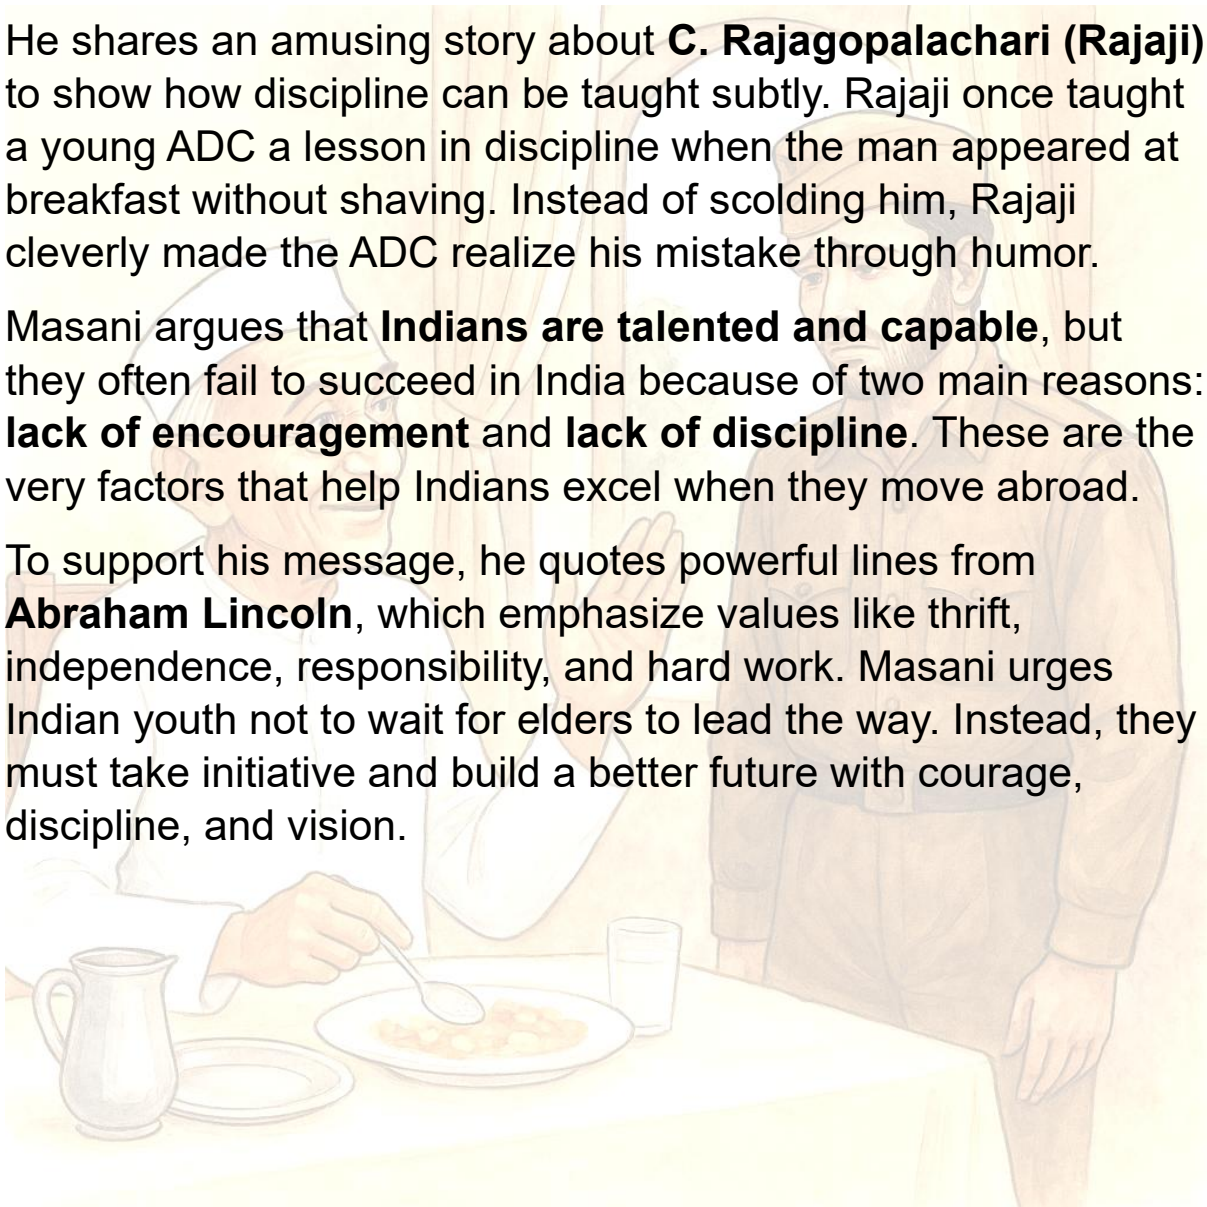 He shares an amusing story about C. Rajagopalachari (Rajaji)
to show how discipline can be taught subtly. Rajaji once taught
a young ADC a lesson in discipline when the man appeared at
breakfast without shaving. Instead of scolding him, Rajaji
cleverly made the ADC realize his mistake through humor.
Masani argues that Indians are talented and capable, but
they often fail to succeed in India because of two main reasons:
lack of encouragement and lack of discipline. These are the
very factors that help Indians excel when they move abroad.
To support his message, he quotes powerful lines from
Abraham Lincoln, which emphasize values like thrift,
independence, responsibility, and hard work. Masani urges
Indian youth not to wait for elders to lead the way. Instead, they
must take initiative and build a better future with courage,
discipline, and vision.